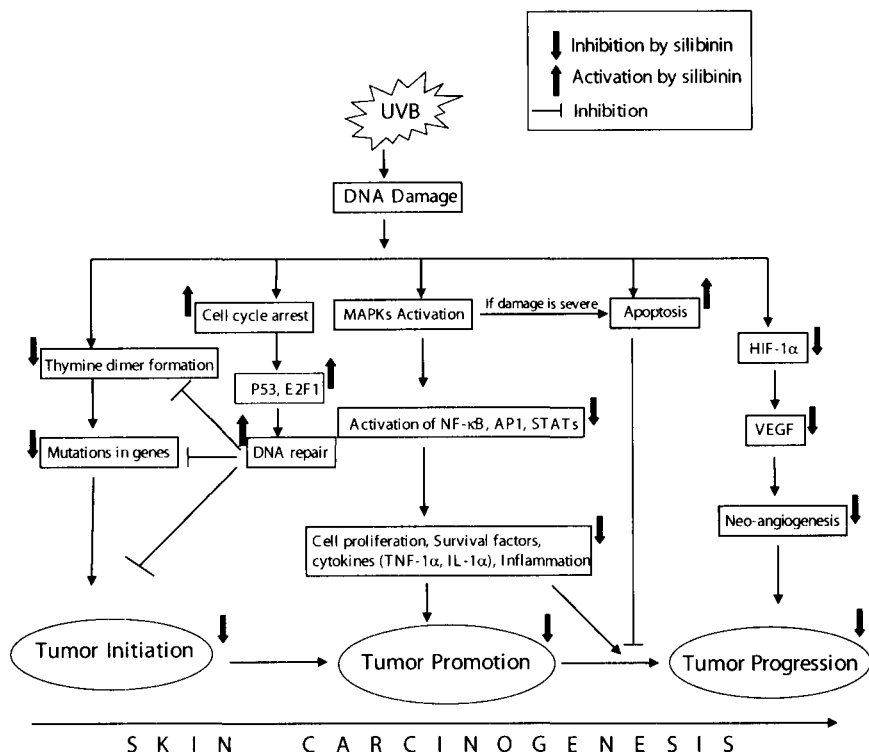 Inhibition by silibinin
Activation by silibinin
Inhibition
UVB
DNA Damage
Cell cycle arrest
MAPKs Activation
If damage is severe
Apoptosis
Thymine dimer formation
HIF-1α
P53, E2F1
Activation of NF-κB, AP1, STATs
VEGF
Mutations in genes
DNA repair
Neo-angiogenesis
Cell proliferation, Survival factors,
cytokines (TNF-1α, IL-1α), Inflammation
Tumor Initiation
Tumor Promotion
Tumor Progression
SKIN CARCINOGENESIS